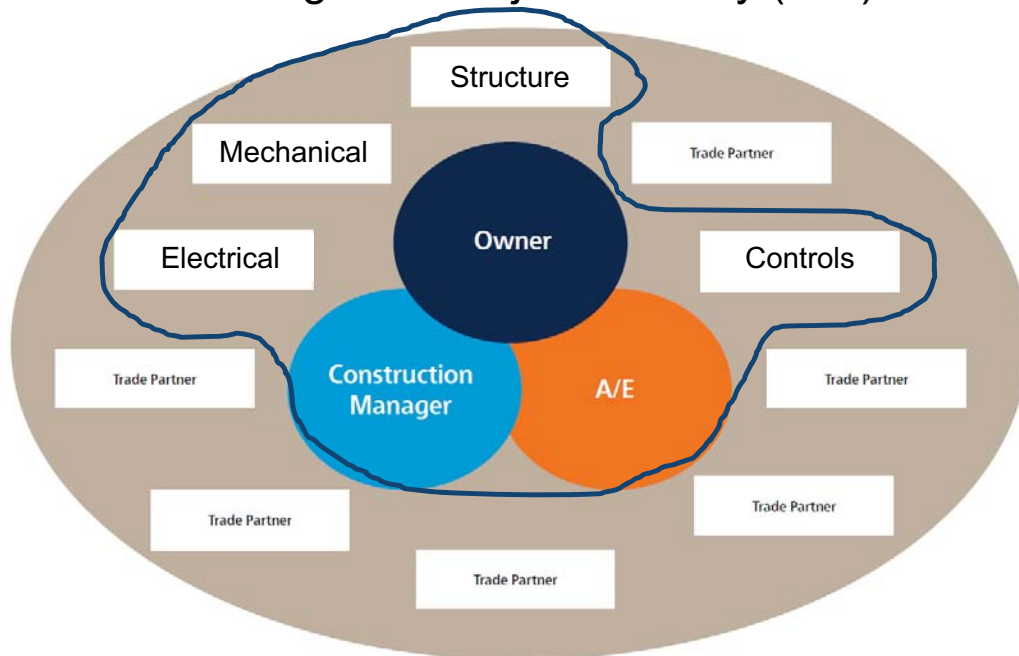 Structure
Mechanical
Trade Partner
Owner
Electrical
Controls
Trade Partner
Construction
Manager
A/E
Trade Partner
Trade Partner
Trade Partner
Trade Partner